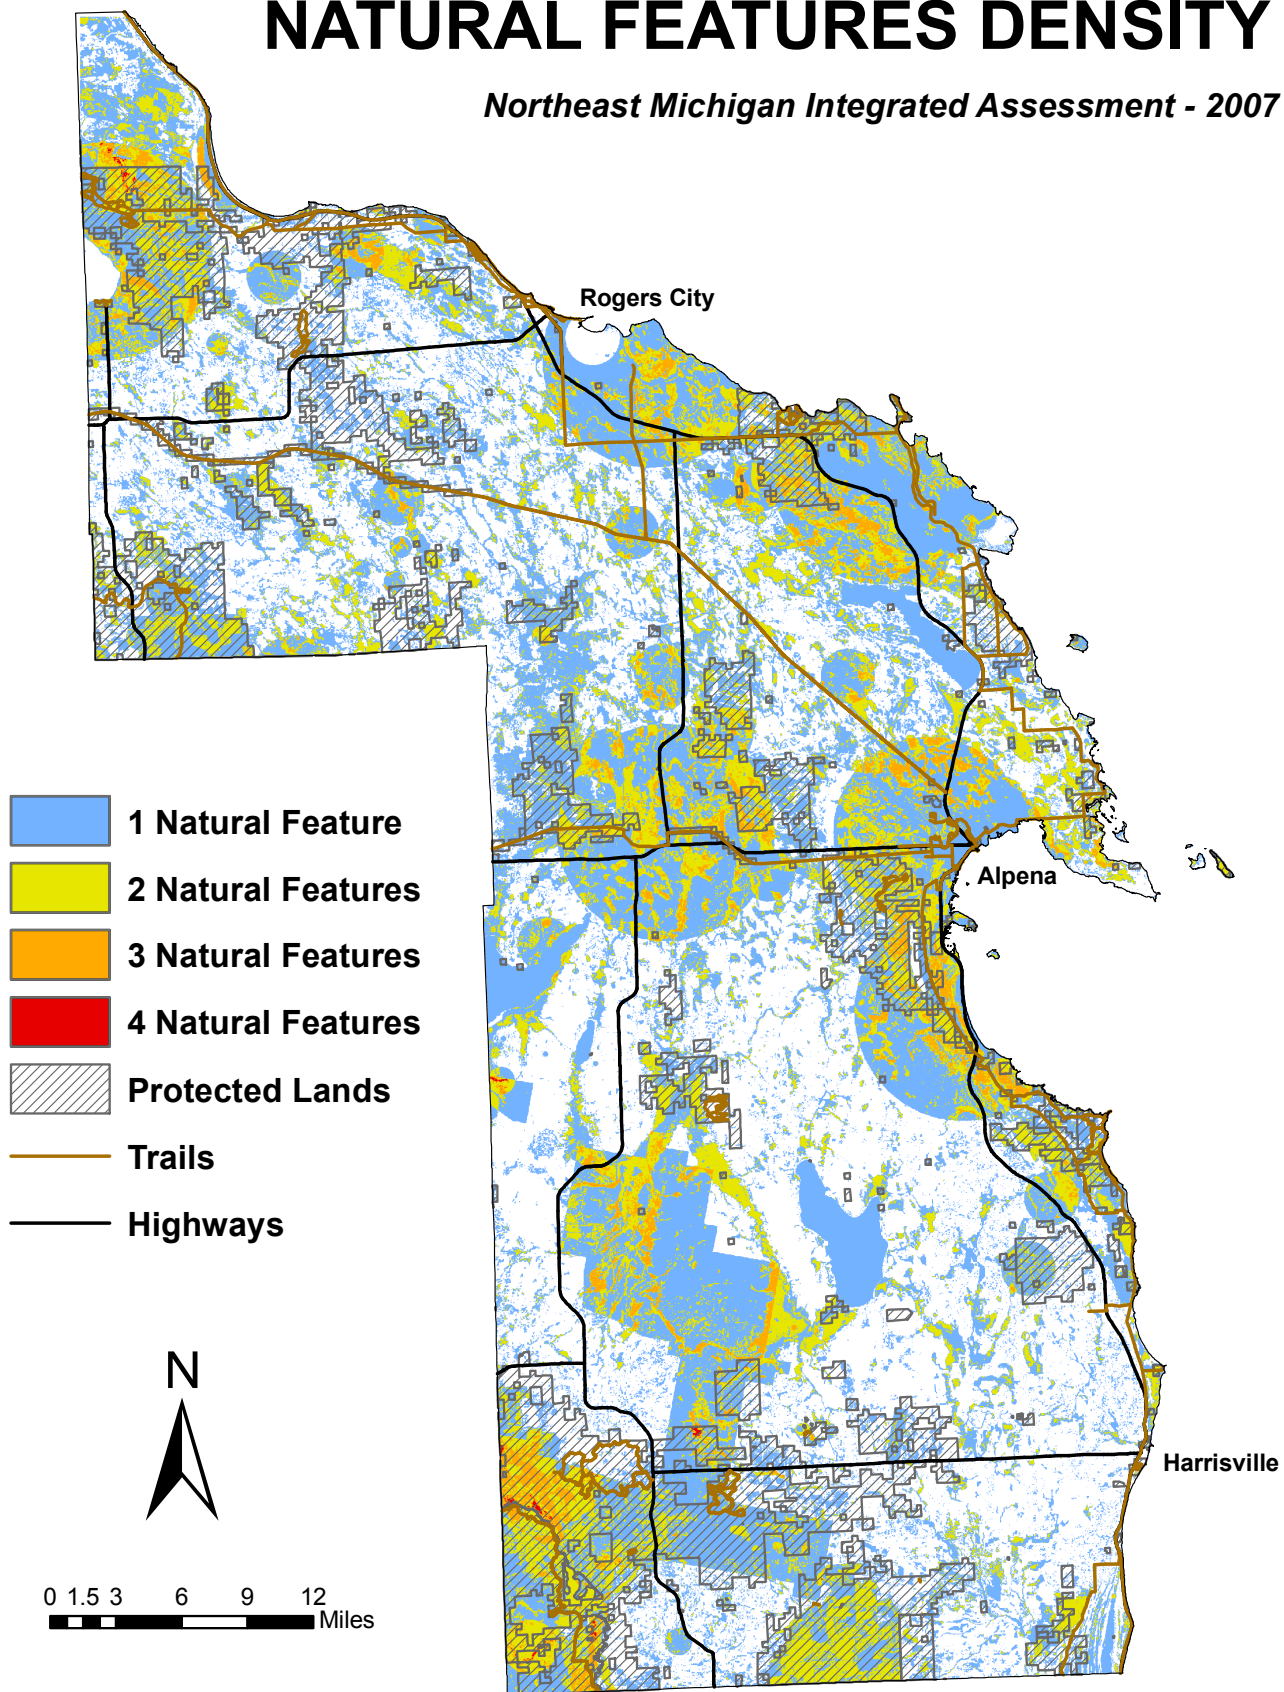 NATURAL FEATURES DENSITY
Northeast Michigan Integrated Assessment - 2007
Rogers City
1 Natural Feature
2 Natural Features
Alpena
3 Natural Features
4 Natural Features
Protected Lands
Trails
Highways
N
Harrisville
0 1.5 3 6 9 12
Miles